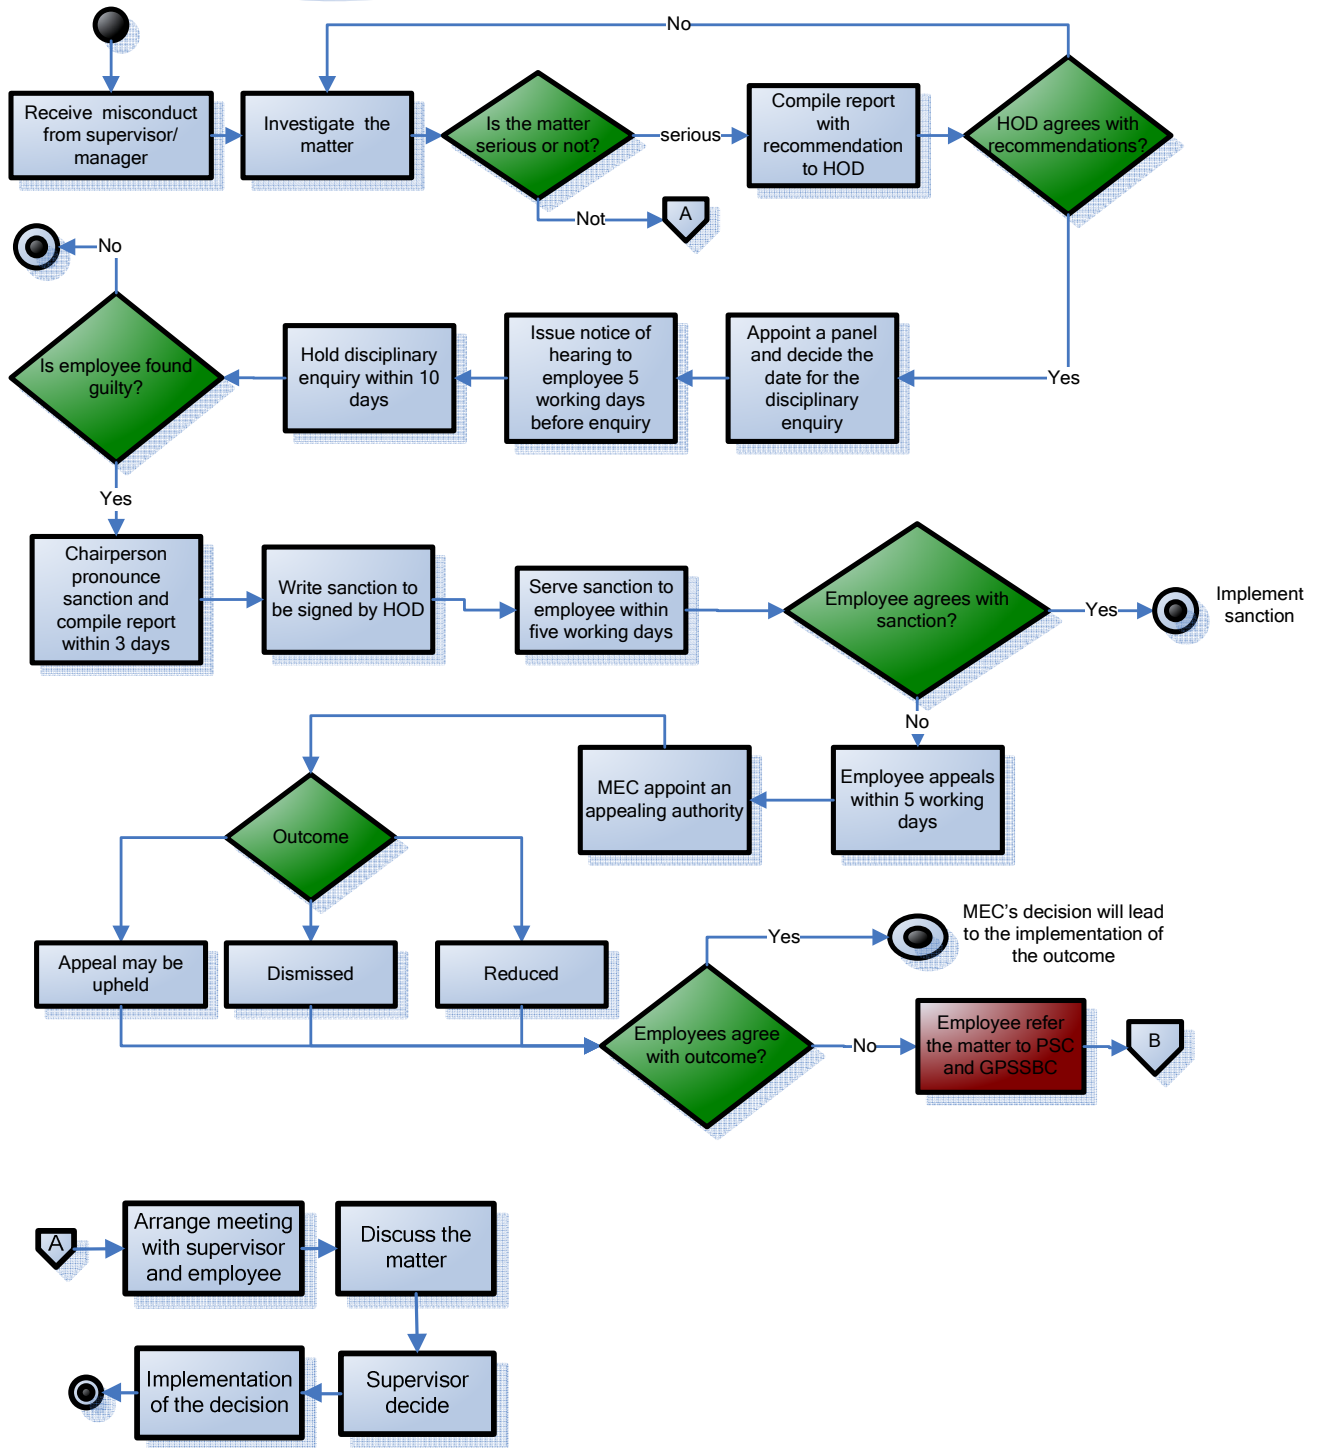 No
Receive misconduct
from supervisor/
manager
Investigate the
matter
Is the matter
serious or not?
serious
Compile report
with
recommendation
to HOD
HOD agrees with
recommendations?
Not
A
No
Is employee found
guilty?
Hold disciplinary
enquiry within 10
days
Issue notice of
hearing to
employee 5
working days
before enquiry
Appoint a panel
and decide the
date for the
disciplinary
enquiry
Yes
Yes
Chairperson
pronounce
sanction and
compile report
within 3 days
Write sanction to
be signed by HOD
Serve sanction to
employee within
five working days
Employee agrees with
sanction?
Yes
Implement
sanction
No
MEC appoint an
appealing authority
Employee appeals
within 5 working
days
Outcome
Appeal may be
upheld
Dismissed
Reduced
Yes
MEC's decision will lead
to the implementation of
the outcome
Employees agree
with outcome?
No
Employee refer
the matter to PSC
and GPSSBC
B
A
Arrange meeting
with supervisor
and employee
Discuss the
matter
Implementation
of the decision
Supervisor
decide